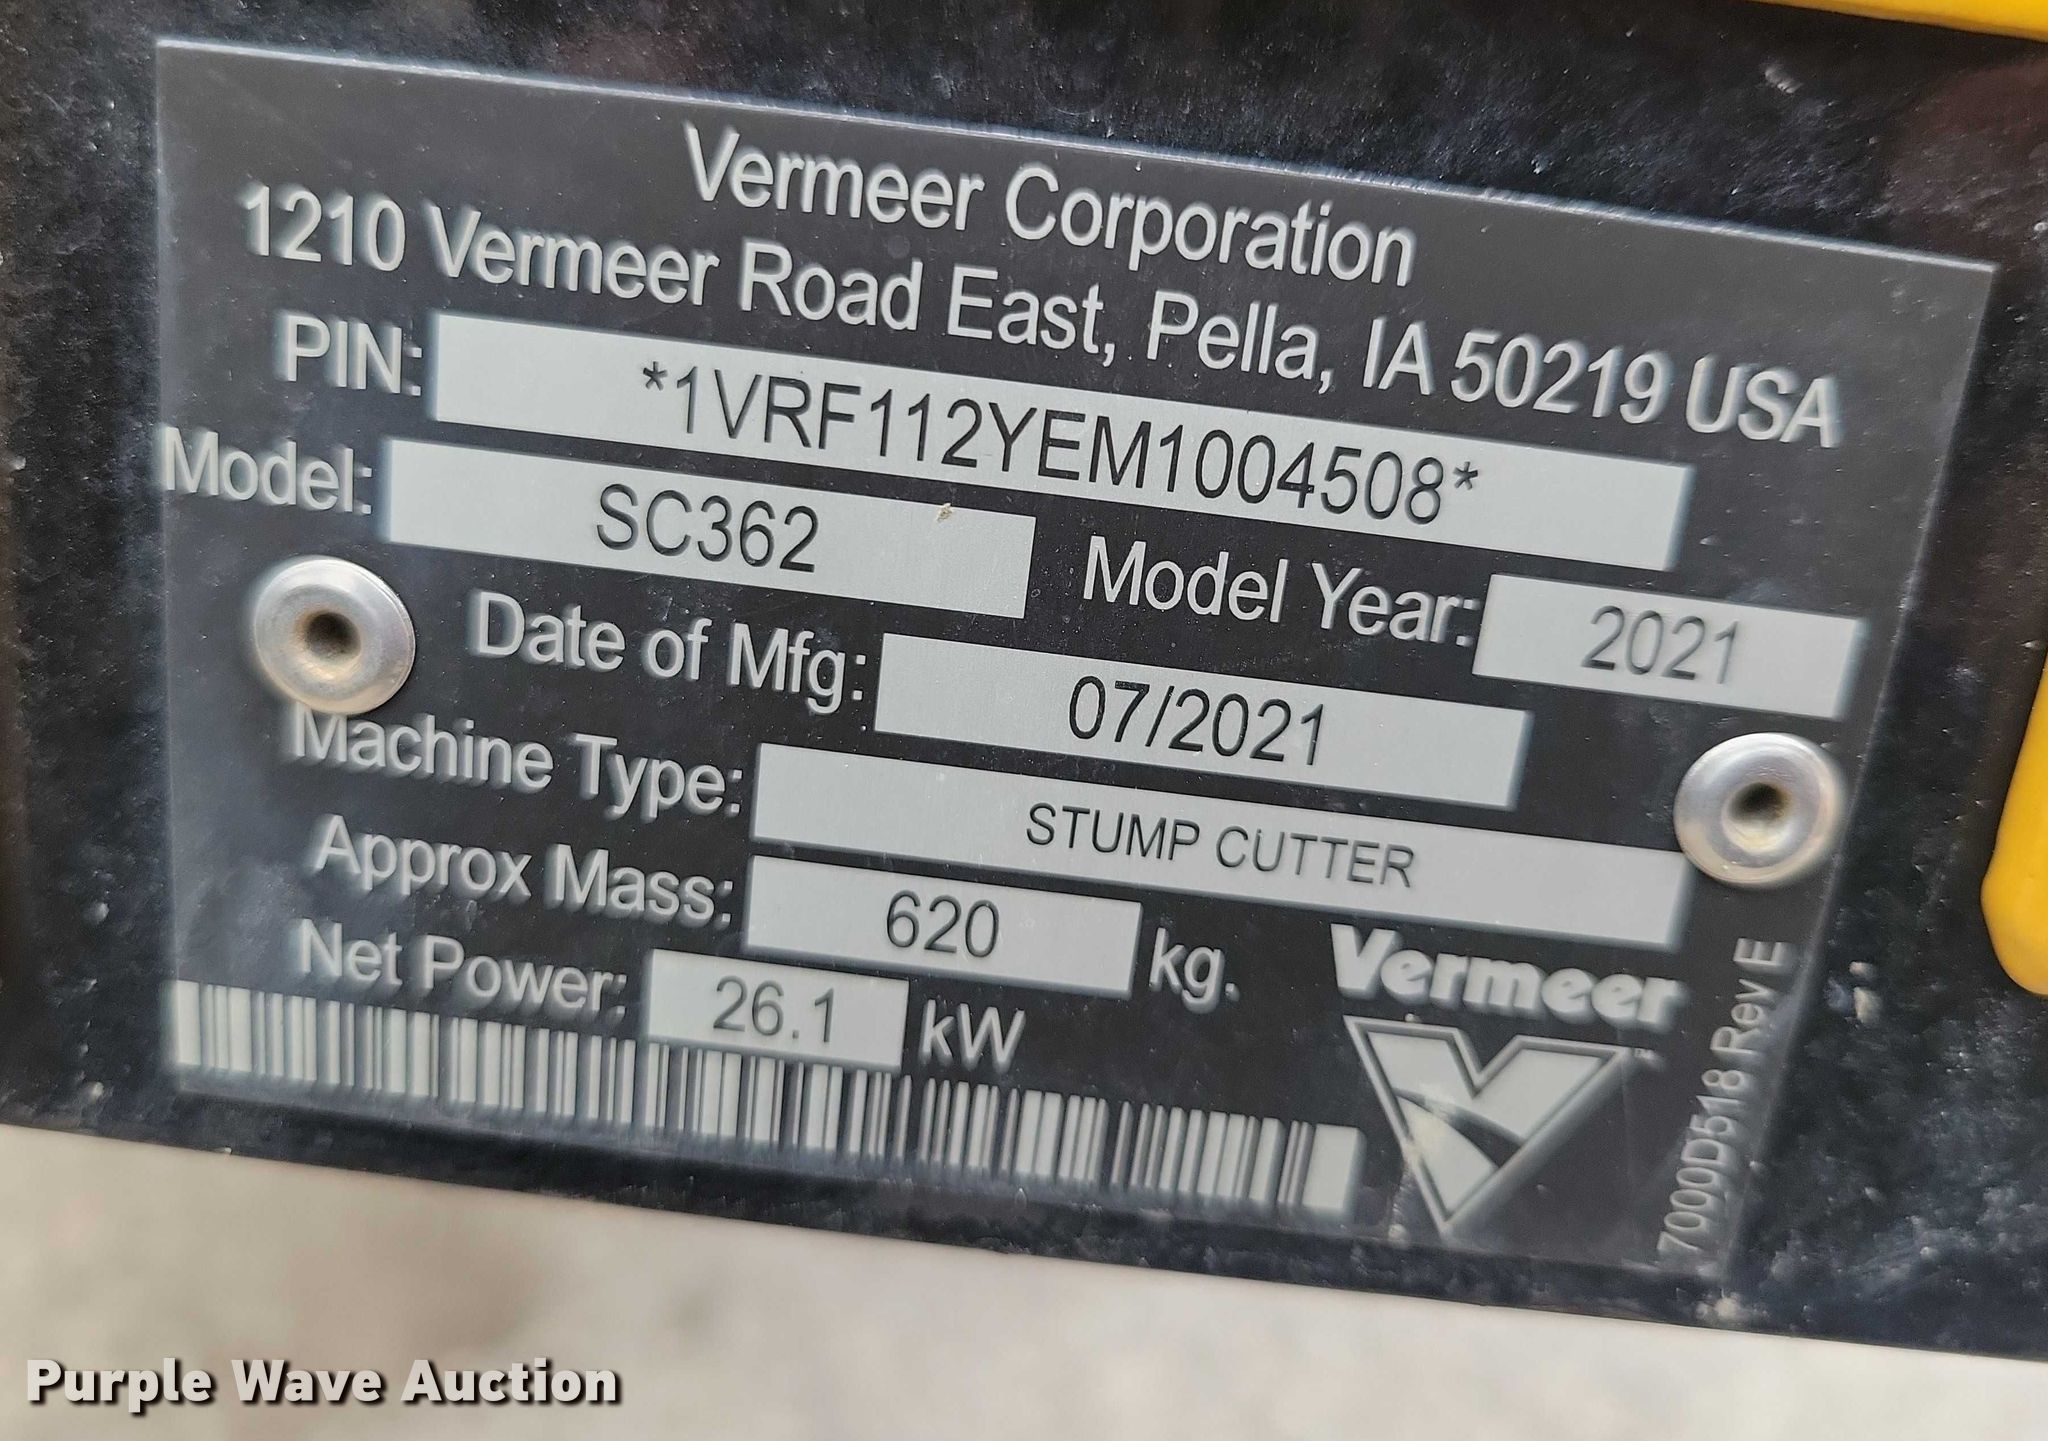 Vermeer Corporation
1210 Vermeer Road East, Pella, IA 50219 USA
PIN: *1VRF112YEM1004508*
Model: SC362 Model Year: 2021
Date of Mfg: 07/2021
Machine Type: STUMP CUTTER
Approx Mass: 620 kg.
Net Power: 26.1 kW
Vermeer
7000D518 Rev E
Purple Wave Auction